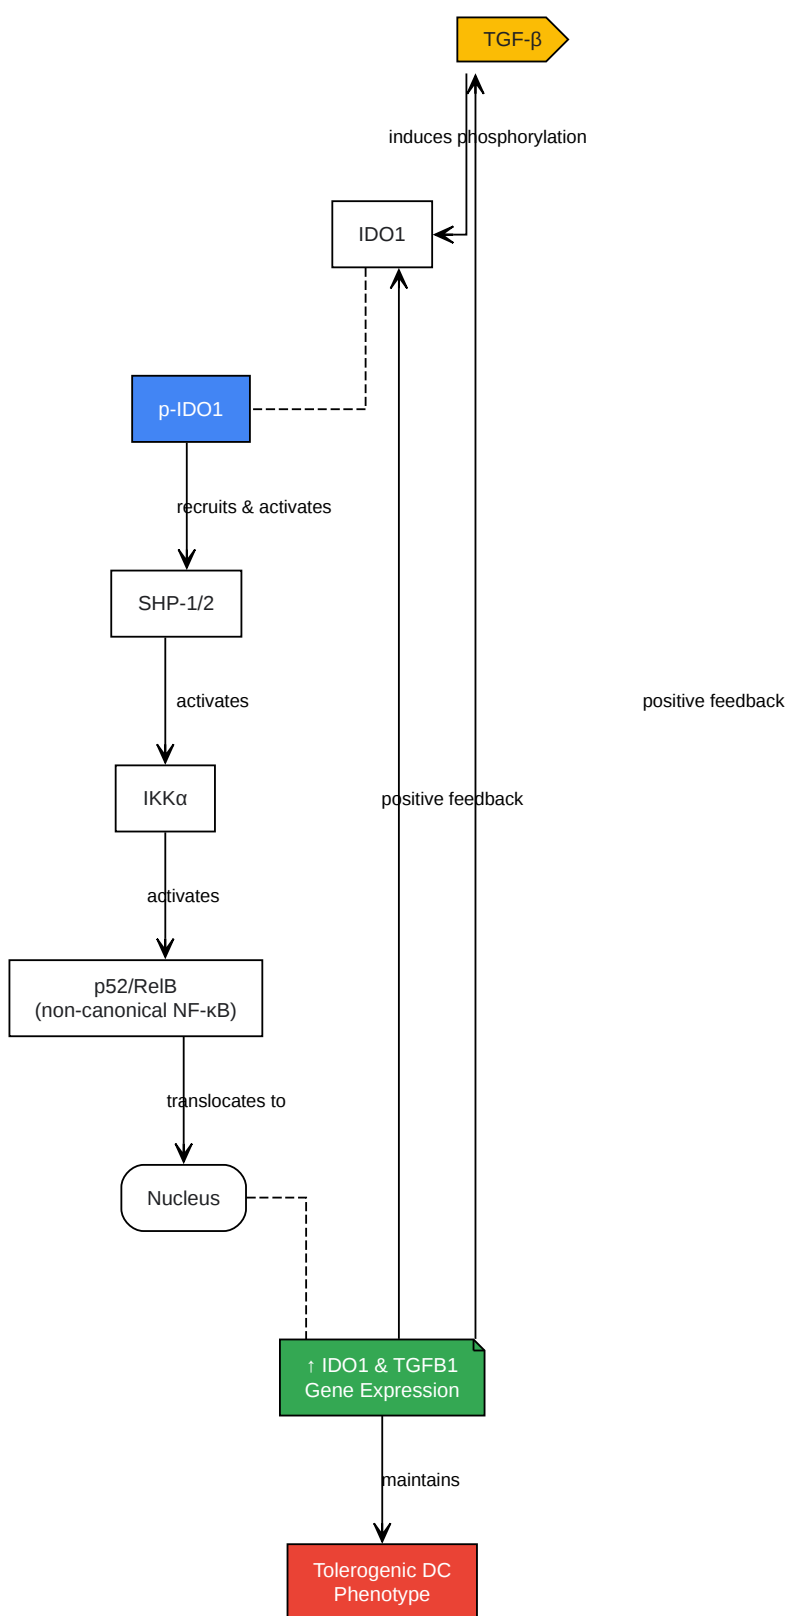 TGF-β
induces phosphorylation
IDO1
p-IDO1
recruits & activates
SHP-1/2
activates
positive feedback
IKKα
positive feedback
activates
p52/RelB
(non-canonical NF-κB)
translocates to
Nucleus
↑ IDO1 & TGFB1
Gene Expression
maintains
Tolerogenic DC
Phenotype